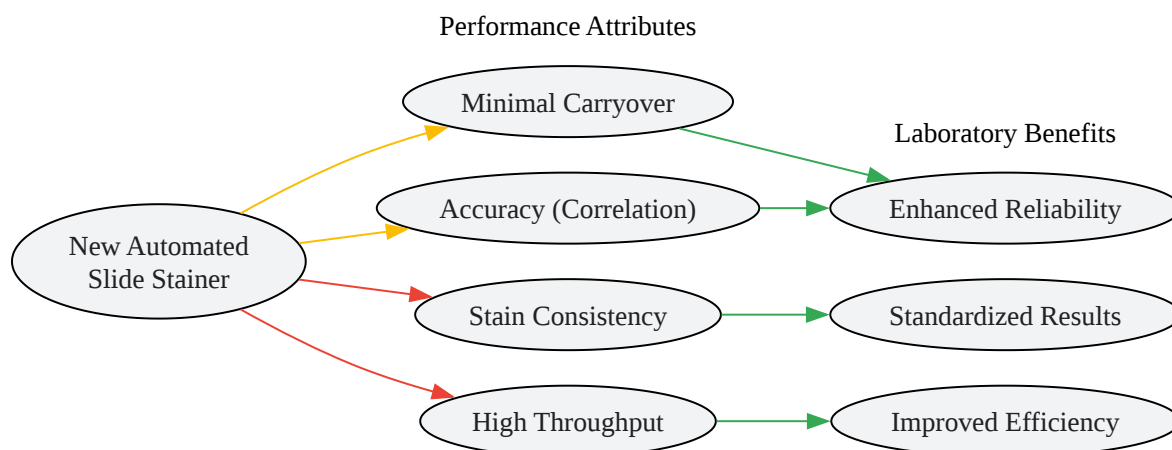 Performance Attributes
Minimal Carryover
Laboratory Benefits
Accuracy (Correlation)
Enhanced Reliability
New Automated
Slide Stainer
Stain Consistency
Standardized Results
High Throughput
Improved Efficiency